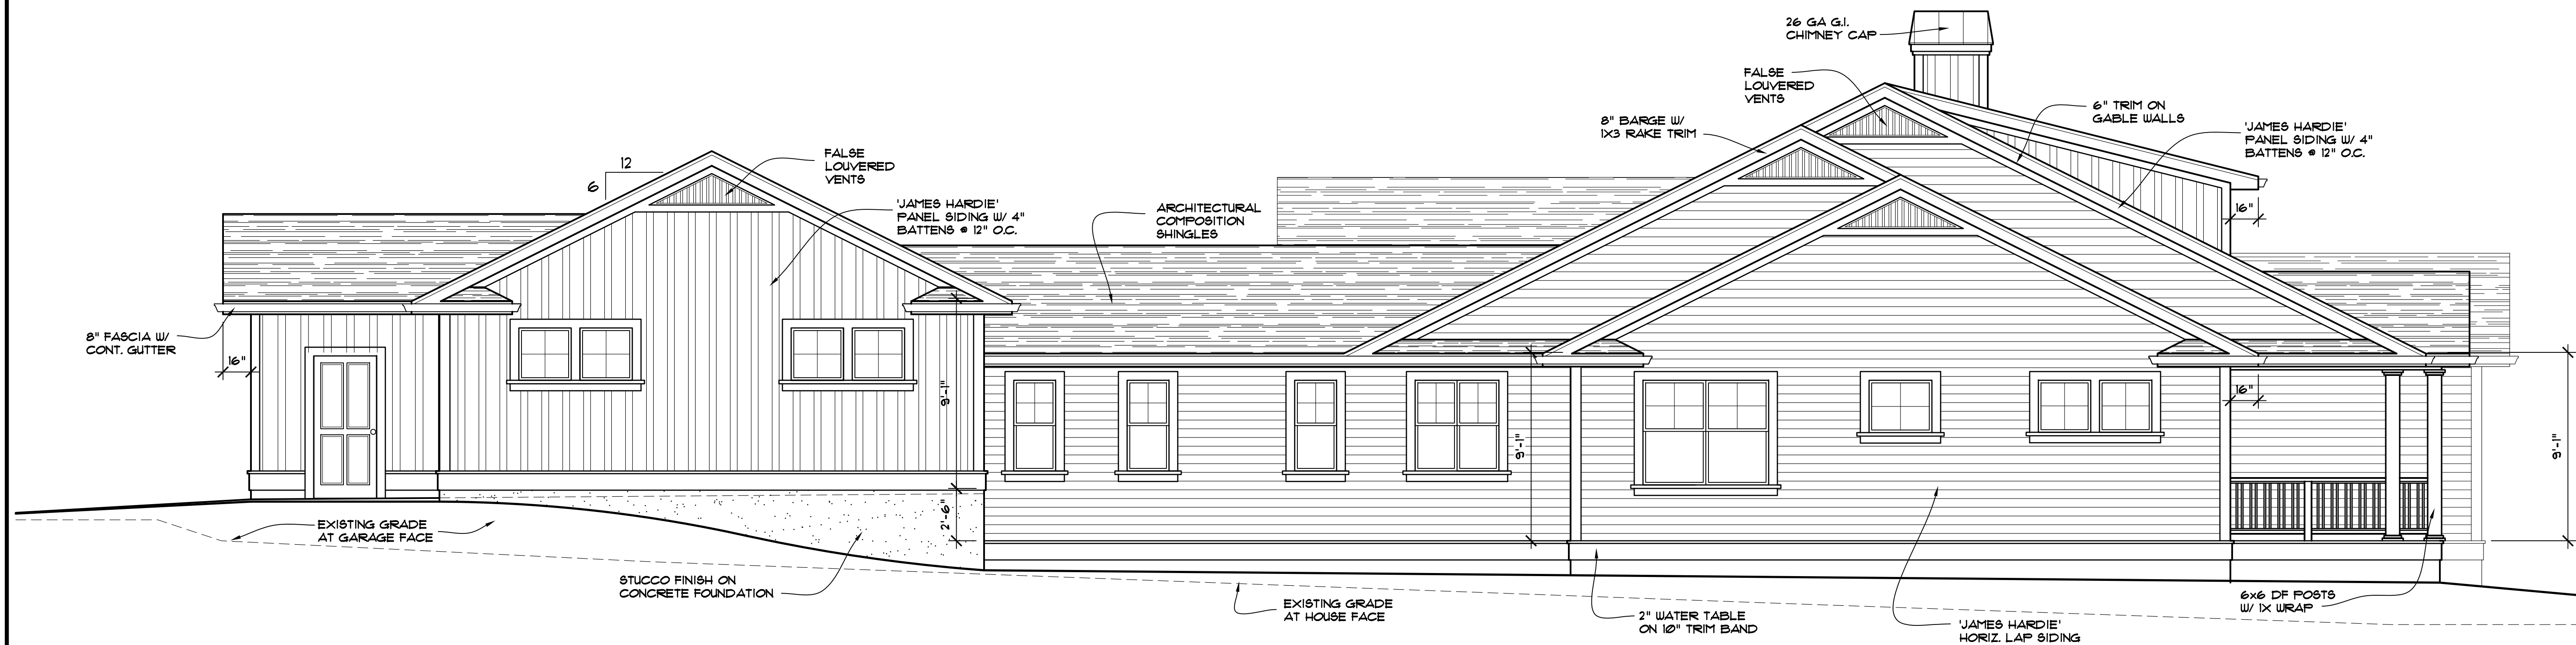 26 GA G.I.
CHIMNEY CAP
FALSE
LOUVERED
VENTS
6" TRIM ON
GABLE WALLS
8" BARGE W/
1X3 RAKE TRIM
'JAMES HARDIE'
PANEL SIDING W/ 4"
BATTENS @ 12" O.C.
12
6
FALSE
LOUVERED
VENTS
'JAMES HARDIE'
PANEL SIDING W/ 4"
BATTENS @ 12" O.C.
ARCHITECTURAL
COMPOSITION
SHINGLES
16"
8" FASCIA W/
CONT. GUTTER
16"
9'-1"
9'-1"
16"
9'-1"
2'-6"
EXISTING GRADE
AT GARAGE FACE
STUCCO FINISH ON
CONCRETE FOUNDATION
EXISTING GRADE
AT HOUSE FACE
2" WATER TABLE
ON 10" TRIM BAND
'JAMES HARDIE'
HORIZ. LAP SIDING
6x6 DF POSTS
W/ 1X WRAP